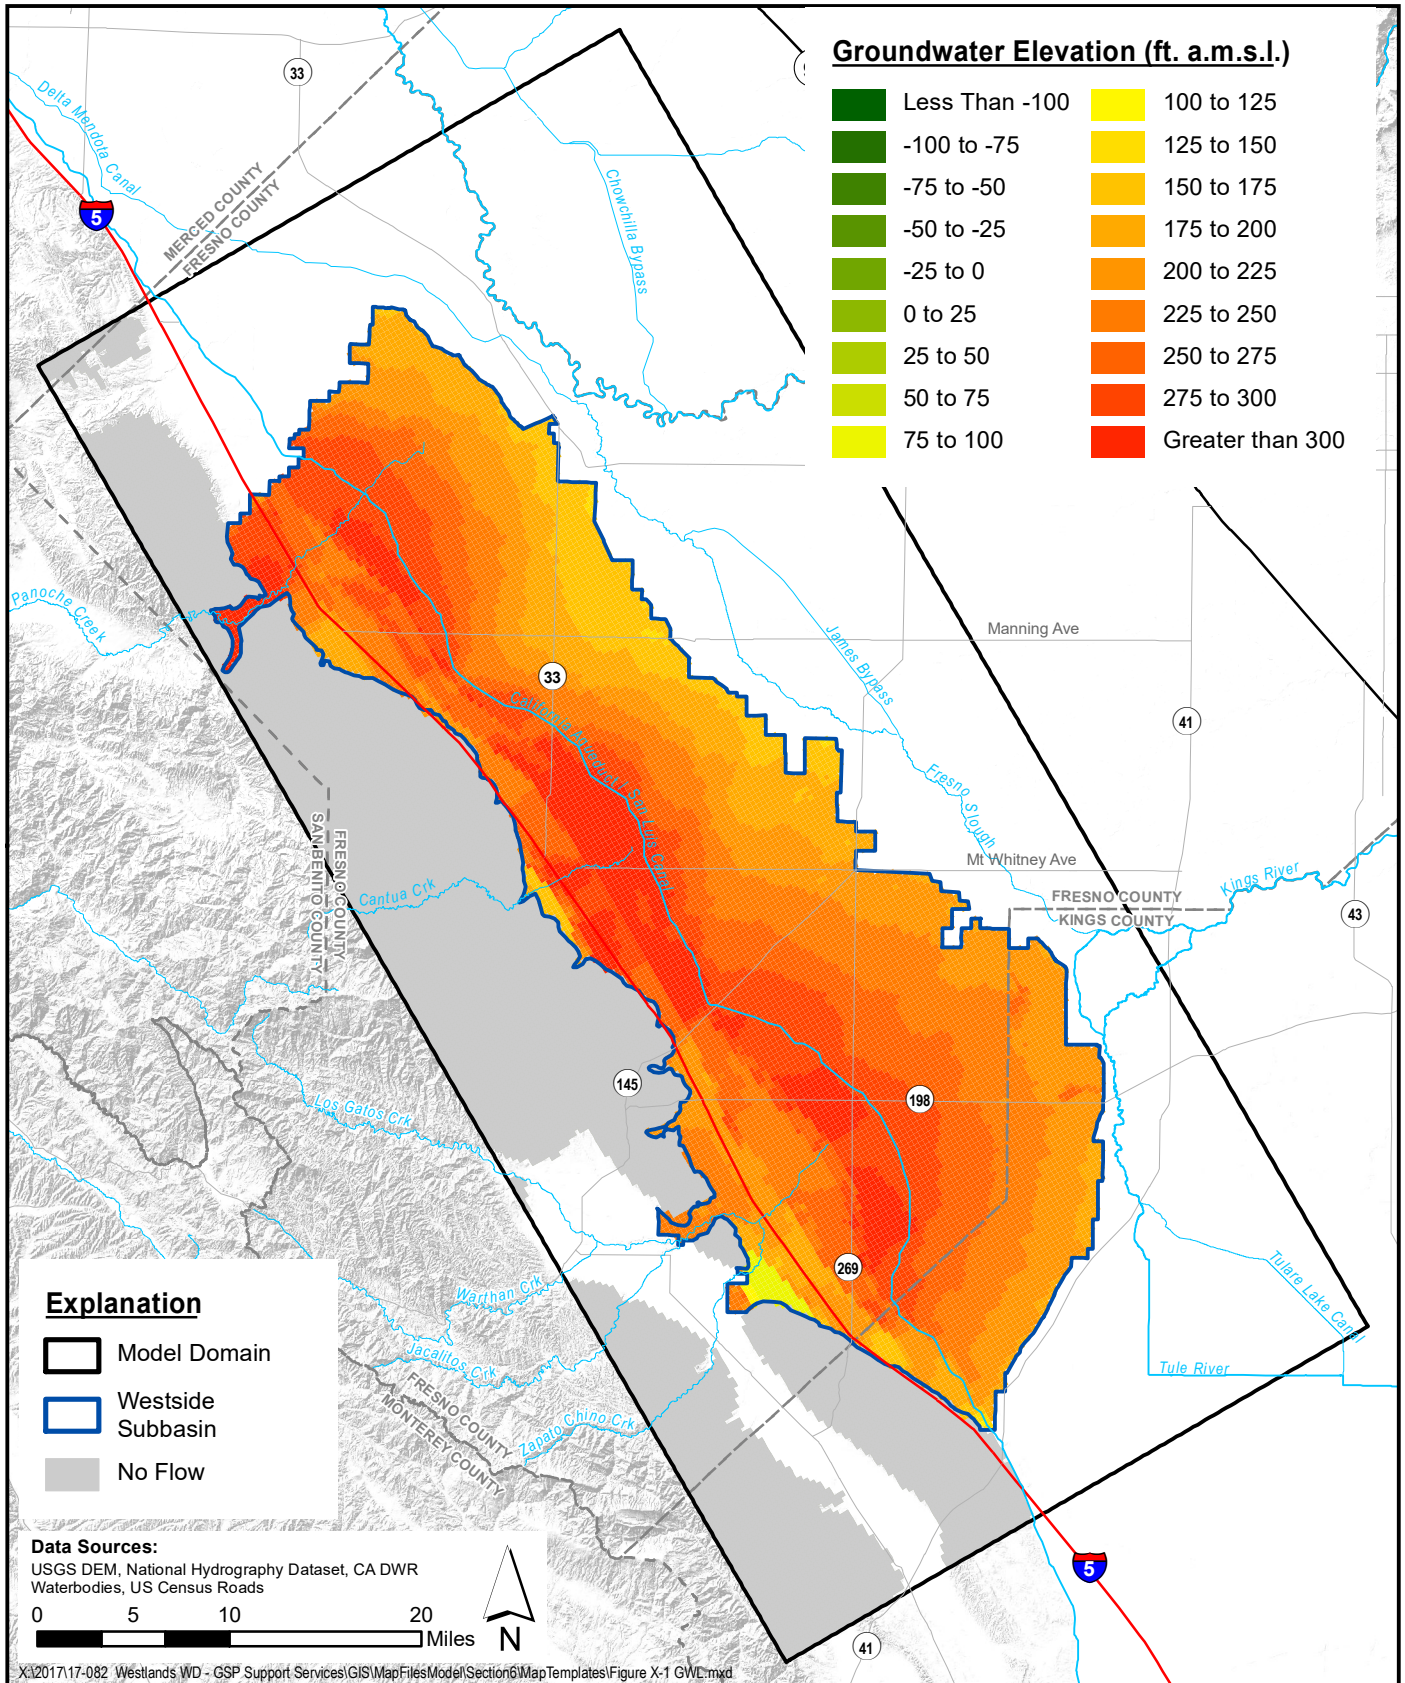 Groundwater Elevation (ft. a.m.s.l.)
Less Than -100
-100 to -75
-75 to -50
-50 to -25
-25 to 0
0 to 25
25 to 50
50 to 75
75 to 100
100 to 125
125 to 150
150 to 175
175 to 200
200 to 225
225 to 250
250 to 275
275 to 300
Greater than 300
33
Delta Mendota Canal
5
MERCED COUNTY
FRESNO COUNTY
Chowchilla Bypass
Panoche Creek
James Bypass
Manning Ave
33
California Aqueduct / San Luis Canal
41
Fresno Slough
SAN BENITO COUNTY
FRESNO COUNTY
Mt Whitney Ave
Kings River
Cantua Crk
FRESNO COUNTY
KINGS COUNTY
43
145
198
Los Gatos Crk
269
Tulare Lake Canal
Warthan Crk
Jacalitos Crk
Tule River
FRESNO COUNTY
MONTEREY COUNTY
Zapato Chino Crk
5
41
Explanation
Model Domain
Westside
Subbasin
No Flow
Data Sources:
USGS DEM, National Hydrography Dataset, CA DWR
Waterbodies, US Census Roads
0 5 10 20
Miles
N
X:\2017\17-082 Westlands WD - GSP Support Services\GIS\MapFilesModel\Section6\MapTemplates\Figure X-1 GWL.mxd